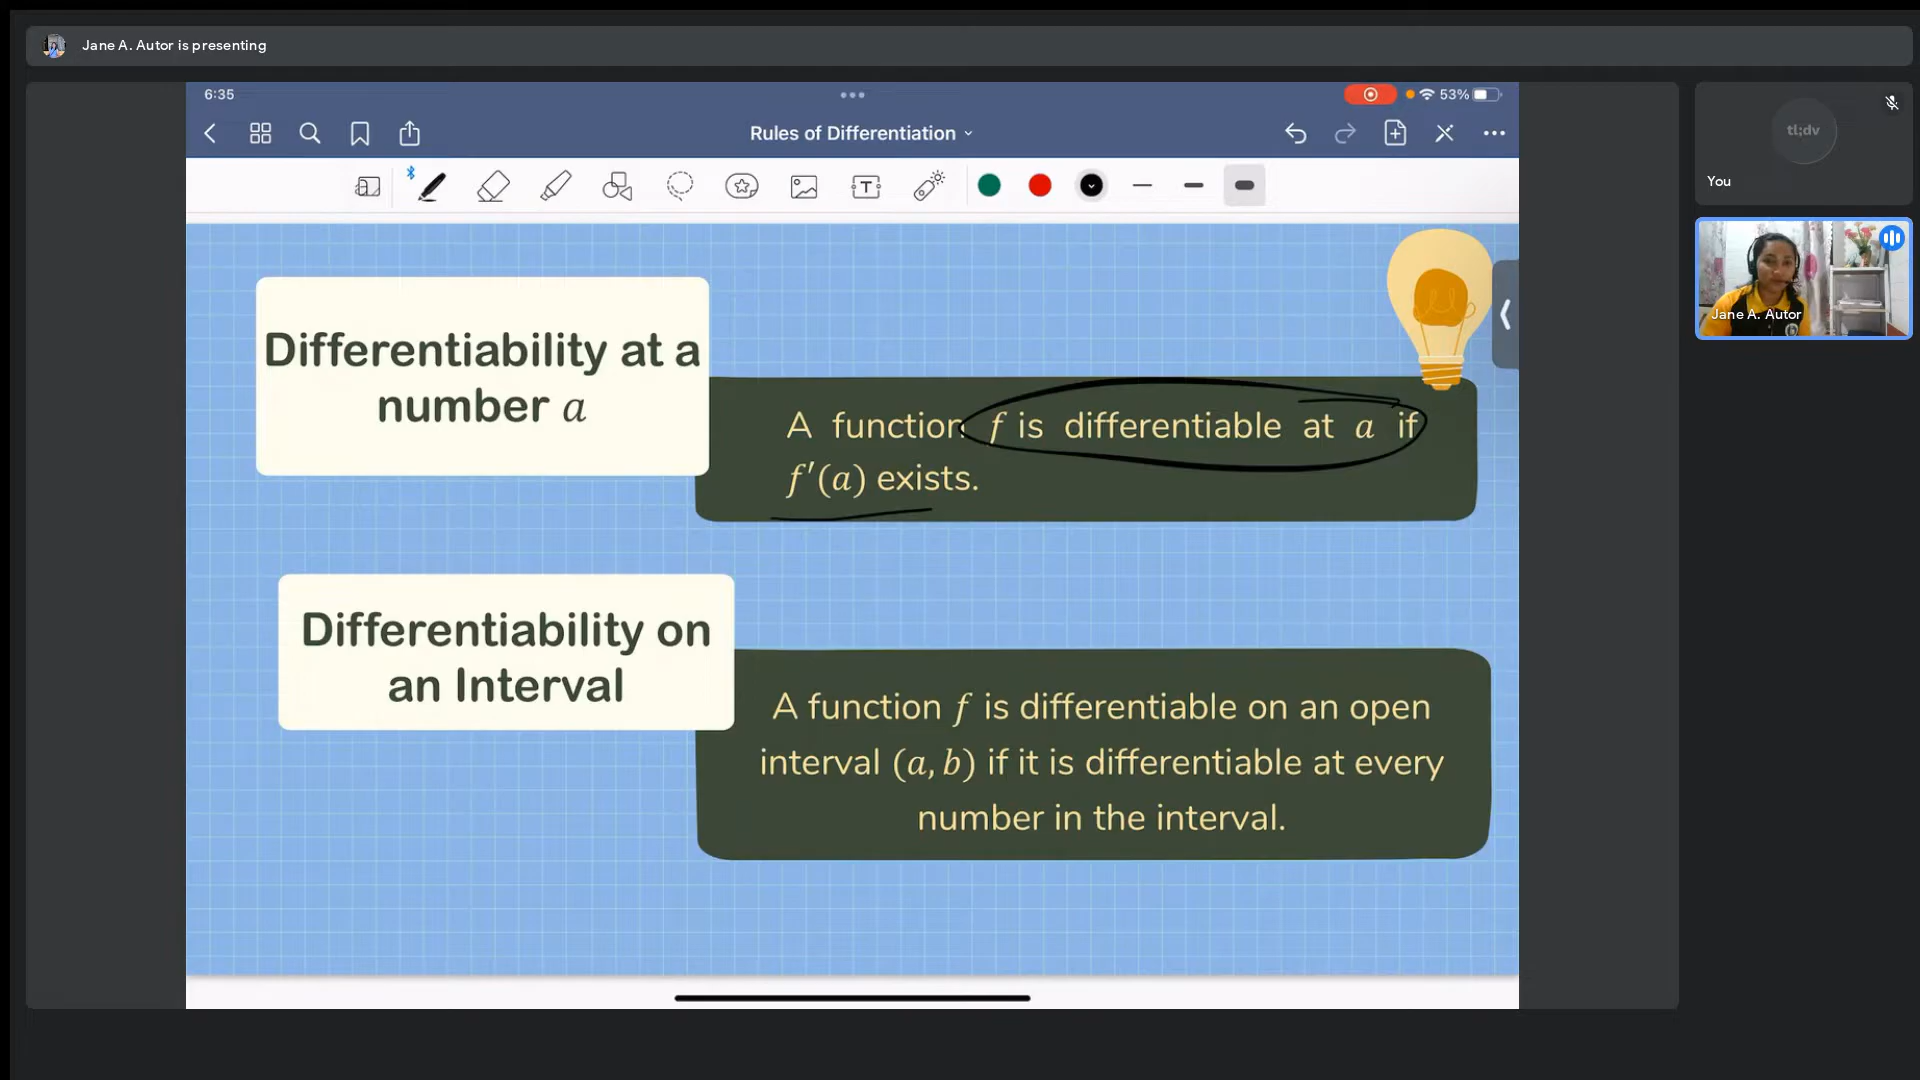 Jane A. Autor is presenting
6:35
53%
Rules of Differentiation
T
tl;dv
You
Jane A. Autor
Differentiability at a
number a
A function f is differentiable at a if
f′(a) exists.
Differentiability on
an Interval
A function f is differentiable on an open
interval (a, b) if it is differentiable at every
number in the interval.